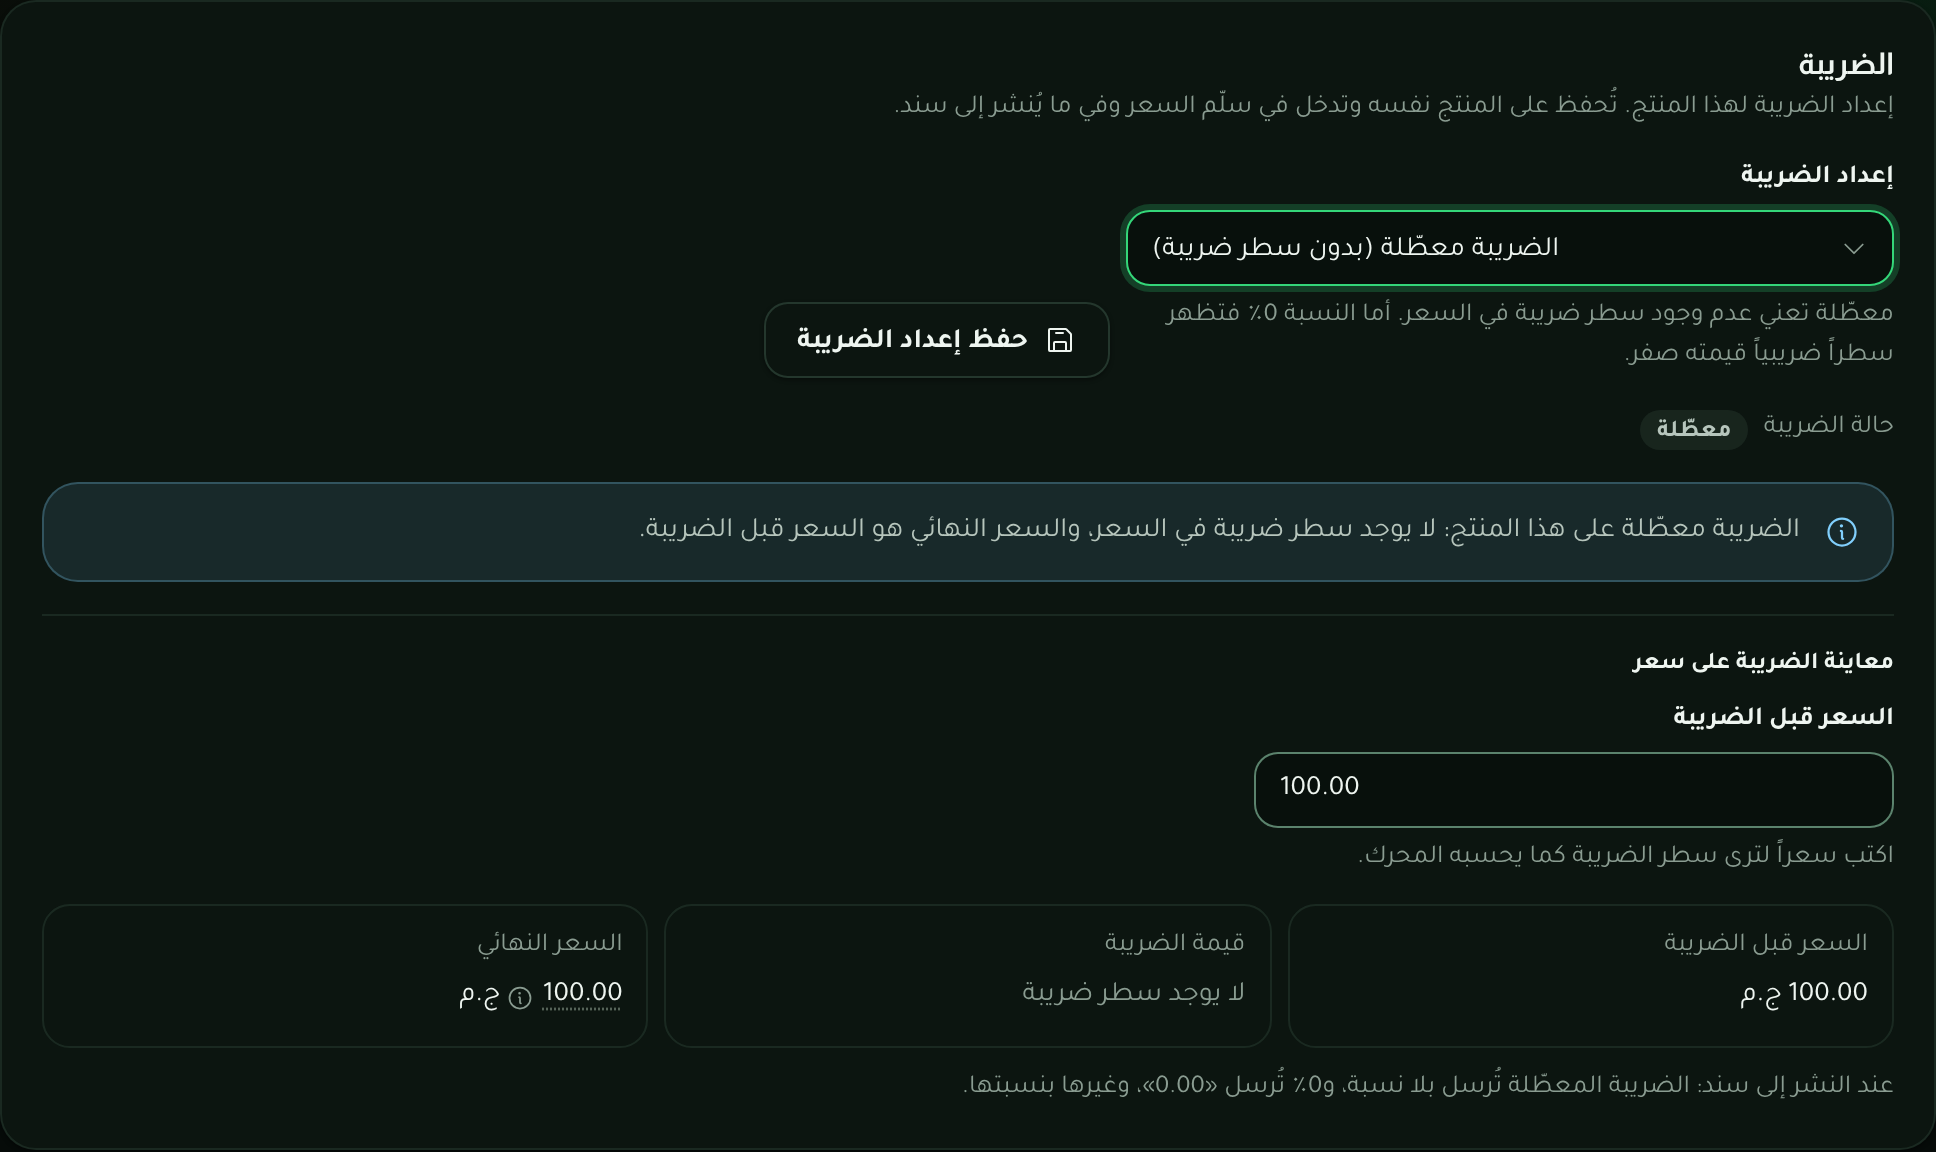 الضريبة
إعداد الضريبة لهذا المنتج. تُحفظ على المنتج نفسه وتدخل في سلّم السعر وفي ما يُنشر إلى سند.
إعداد الضريبة
الضريبة معطّلة (بدون سطر ضريبة)
معطّلة تعني عدم وجود سطر ضريبة في السعر. أما النسبة 0٪ فتظهر
سطراً ضريبياً قيمته صفر.
حفظ إعداد الضريبة
حالة الضريبة معطّلة
الضريبة معطّلة على هذا المنتج: لا يوجد سطر ضريبة في السعر، والسعر النهائي هو السعر قبل الضريبة.
معاينة الضريبة على سعر
السعر قبل الضريبة
100.00
اكتب سعراً لترى سطر الضريبة كما يحسبه المحرك.
السعر قبل الضريبة
100.00 ج.م
قيمة الضريبة
لا يوجد سطر ضريبة
السعر النهائي
100.00 ج.م
عند النشر إلى سند: الضريبة المعطّلة تُرسل بلا نسبة، و0٪ تُرسل «0.00»، وغيرها بنسبتها.